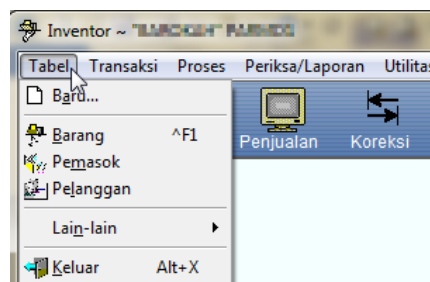 Inventor ~
Tabel Transaksi Proses Periksa/Laporan Utilitas
Baru...
Barang ^F1
Pemasok
Pelanggan
Lain-lain
Keluar Alt+X
Penjualan Koreksi